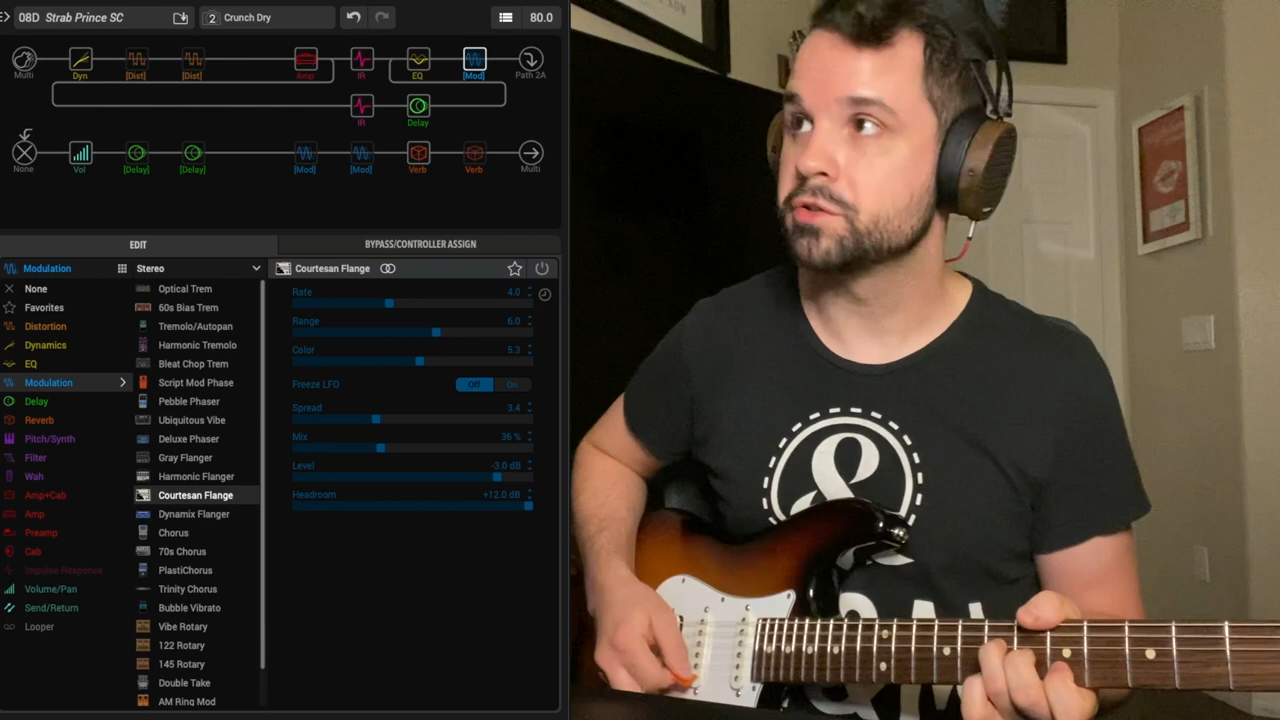 08D Strab Prince SC
2 Crunch Dry
80.0
Multi
Dyn
[Dist]
[Dist]
Amp
IR
EQ
[Mod]
Path 2A
IR
Delay
None
Vol
[Delay]
[Delay]
[Mod]
[Mod]
Verb
Verb
Multi
EDIT
BYPASS/CONTROLLER ASSIGN
Modulation
Stereo
Courtesan Flange
None
Favorites
Distortion
Dynamics
EQ
Modulation
Delay
Reverb
Pitch/Synth
Filter
Wah
Amp+Cab
Amp
Preamp
Cab
Impulse Response
Volume/Pan
Send/Return
Looper
Optical Trem
60s Bias Trem
Tremolo/Autopan
Harmonic Tremolo
Bleat Chop Trem
Script Mod Phase
Pebble Phaser
Ubiquitous Vibe
Deluxe Phaser
Gray Flanger
Harmonic Flanger
Courtesan Flange
Dynamix Flanger
Chorus
70s Chorus
PlastiChorus
Trinity Chorus
Bubble Vibrato
Vibe Rotary
122 Rotary
145 Rotary
Double Take
AM Ring Mod
Rate 4.0
Range 6.0
Color 5.3
Freeze LFO Off On
Spread 3.4
Mix 36 %
Level -3.0 dB
Headroom +12.0 dB
&